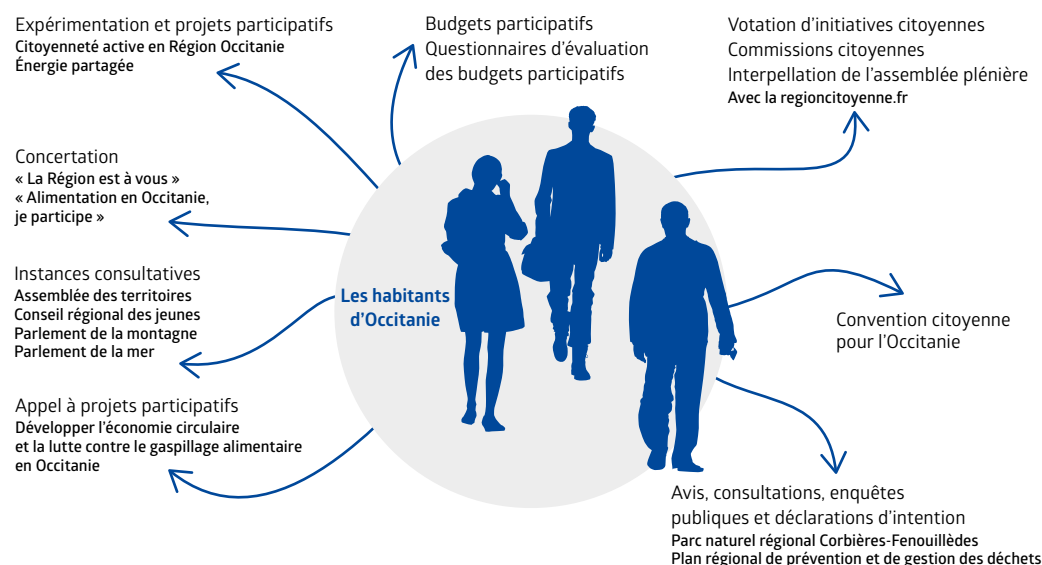 Expérimentation et projets participatifs
Citoyenneté active en Région Occitanie
Énergie partagée
Budgets participatifs
Questionnaires d’évaluation
des budgets participatifs
Votation d’initiatives citoyennes
Commissions citoyennes
Interpellation de l’assemblée plénière
Avec la regioncitoyenne.fr
Concertation
« La Région est à vous »
« Alimentation en Occitanie,
je participe »
Instances consultatives
Assemblée des territoires
Conseil régional des jeunes
Parlement de la montagne
Parlement de la mer
Les habitants
d’Occitanie
Convention citoyenne
pour l’Occitanie
Appel à projets participatifs
Développer l’économie circulaire
et la lutte contre le gaspillage alimentaire
en Occitanie
Avis, consultations, enquêtes
publiques et déclarations d’intention
Parc naturel régional Corbières-Fenouillèdes
Plan régional de prévention et de gestion des déchets